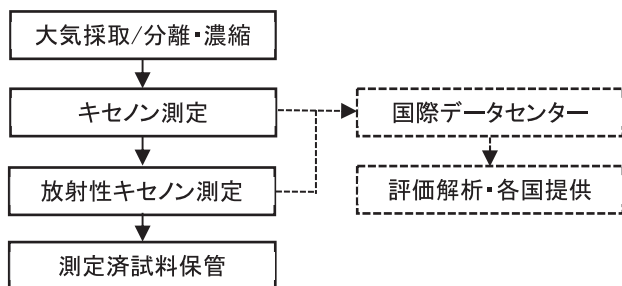 大気採取/分離・濃縮
キセノン測定
放射性キセノン測定
測定済試料保管
国際データセンター
評価解析・各国提供